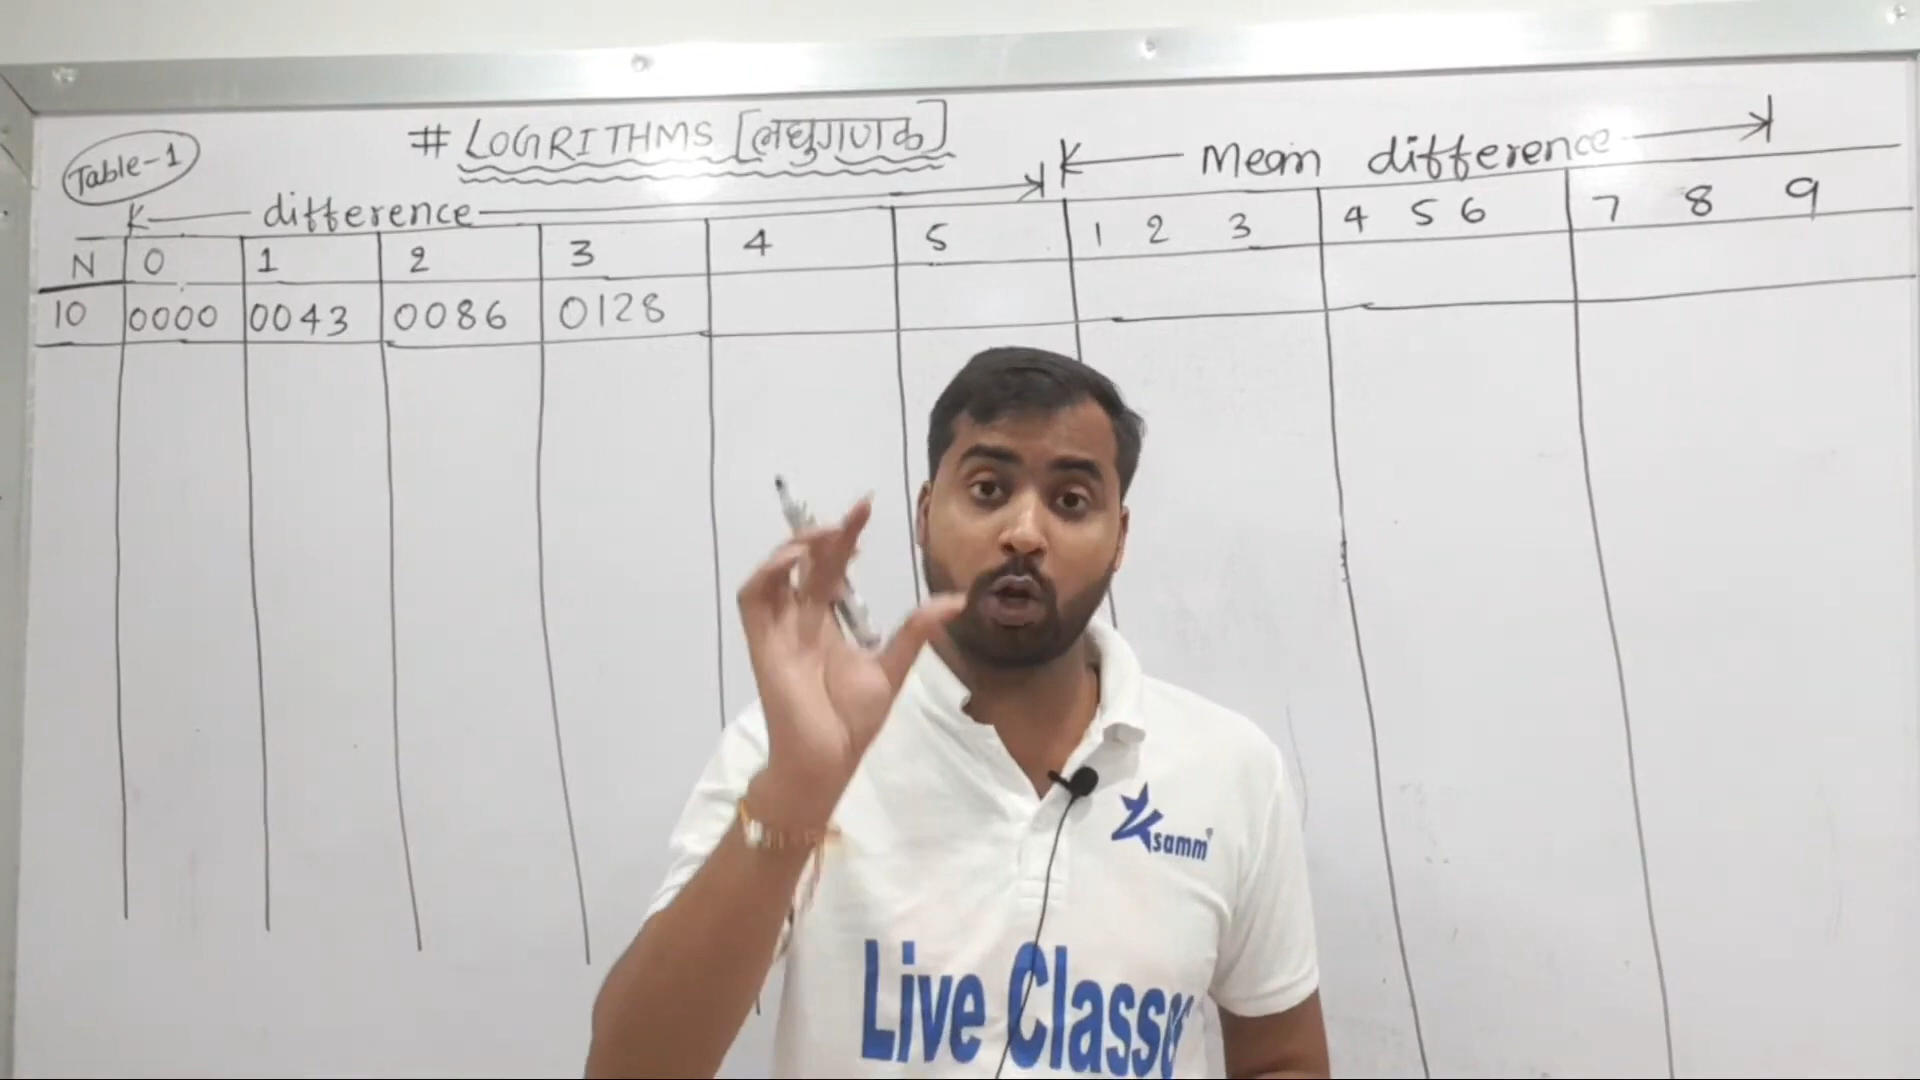 # LOGRITHMS [लघुगणक]
Table-1
Mean difference
difference
N 0 1 2 3 4 5 1 2 3 4 5 6 7 8 9
10 0000 0043 0086 0128
samm
Live Classe